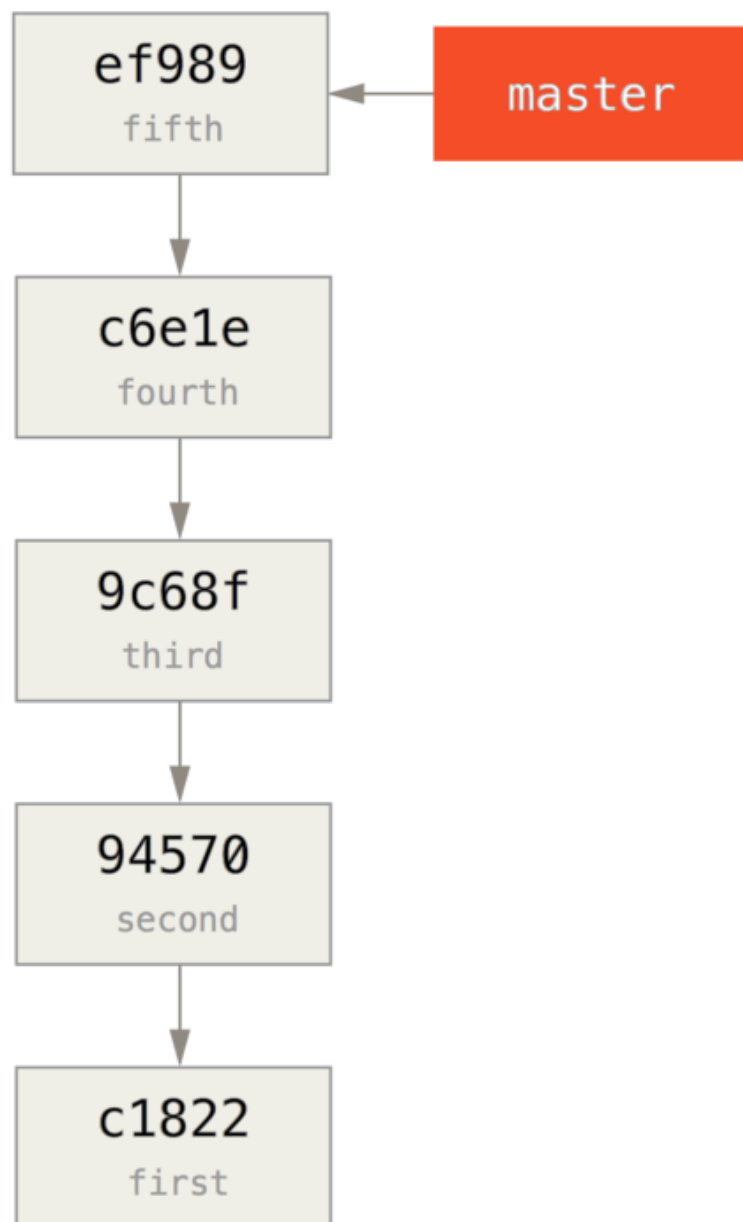 ef989
fifth
master
c6e1e
fourth
9c68f
third
94570
second
c1822
first